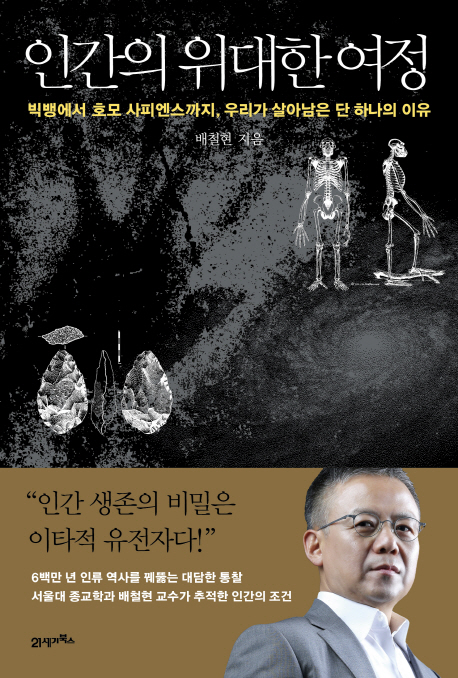 인간의 위대한 여정
빅뱅에서 호모 사피엔스까지, 우리가 살아남은 단 하나의 이유
배철현 지음
“인간 생존의 비밀은
이타적 유전자다!”
6백만 년 인류 역사를 꿰뚫는 대담한 통찰
서울대 종교학과 배철현 교수가 추적한 인간의 조건
21세기북스